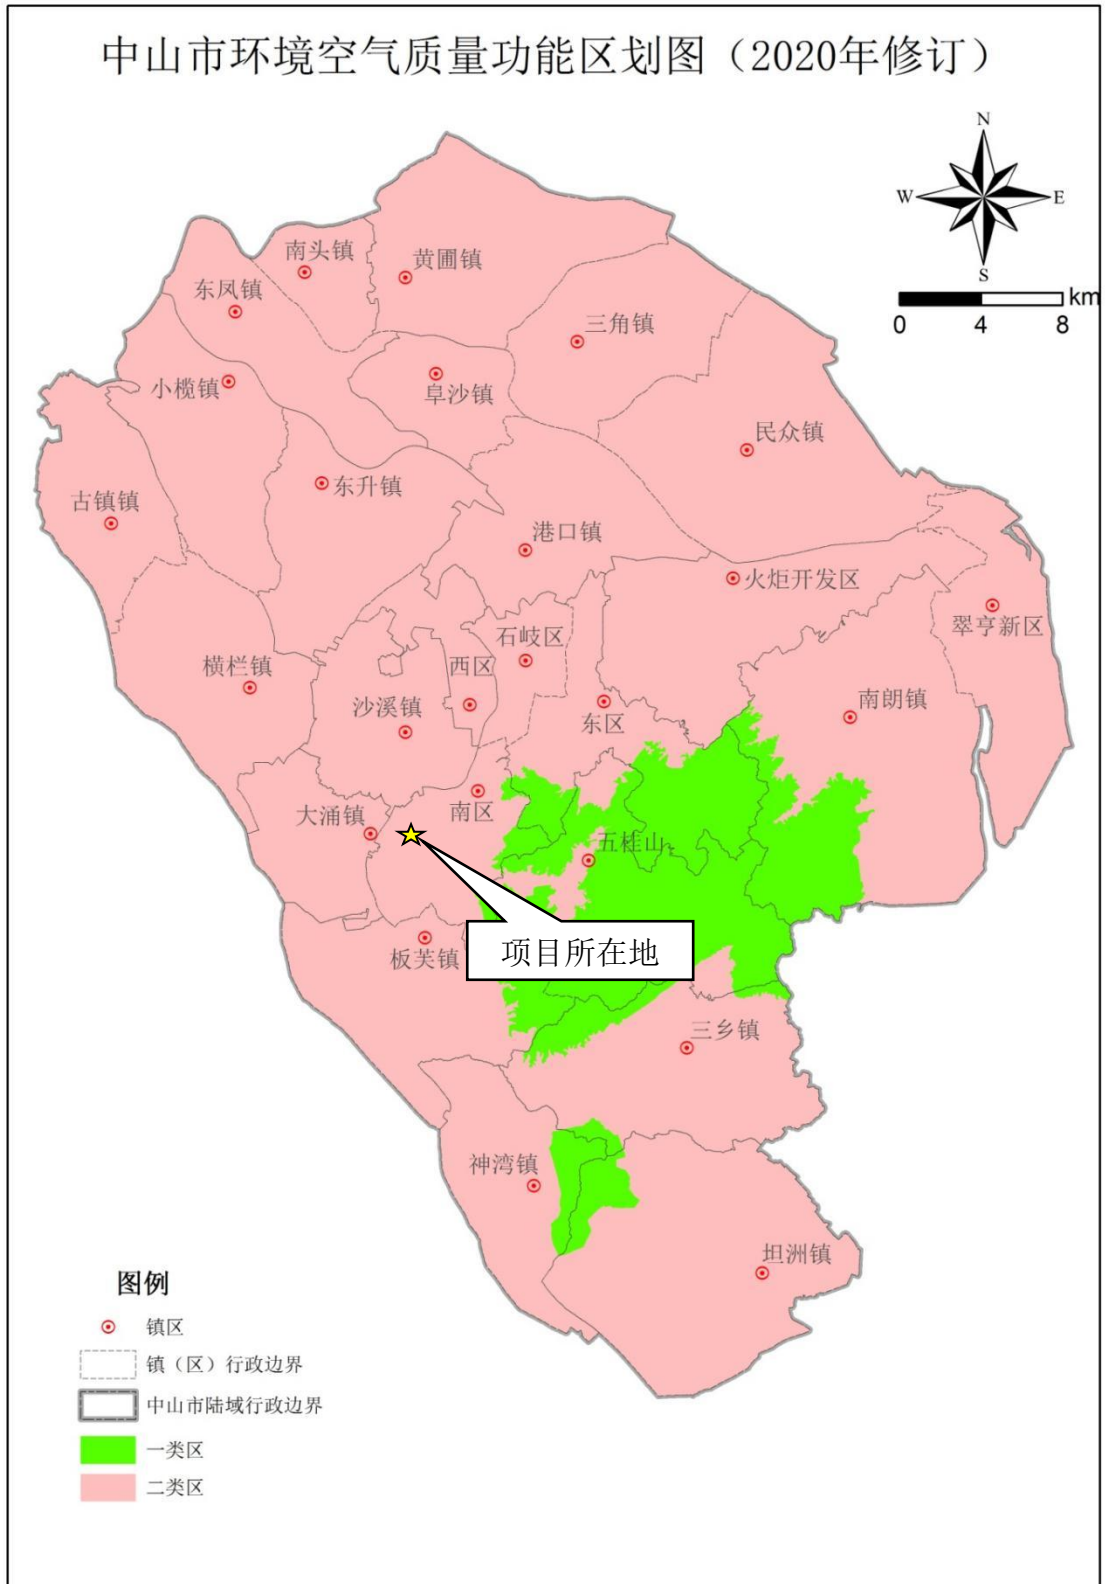 中山市环境空气质量功能区划图（2020年修订）
N
W
E
S
km
0
4
8
南头镇
黄圃镇
东凤镇
三角镇
小榄镇
阜沙镇
民众镇
东升镇
古镇镇
港口镇
火炬开发区
翠亨新区
石岐区
横栏镇
西区
沙溪镇
东区
南朗镇
南区
大涌镇
五桂山
板芙镇
项目所在地
三乡镇
神湾镇
坦洲镇
图例
镇区
镇（区）行政边界
中山市陆域行政边界
一类区
二类区